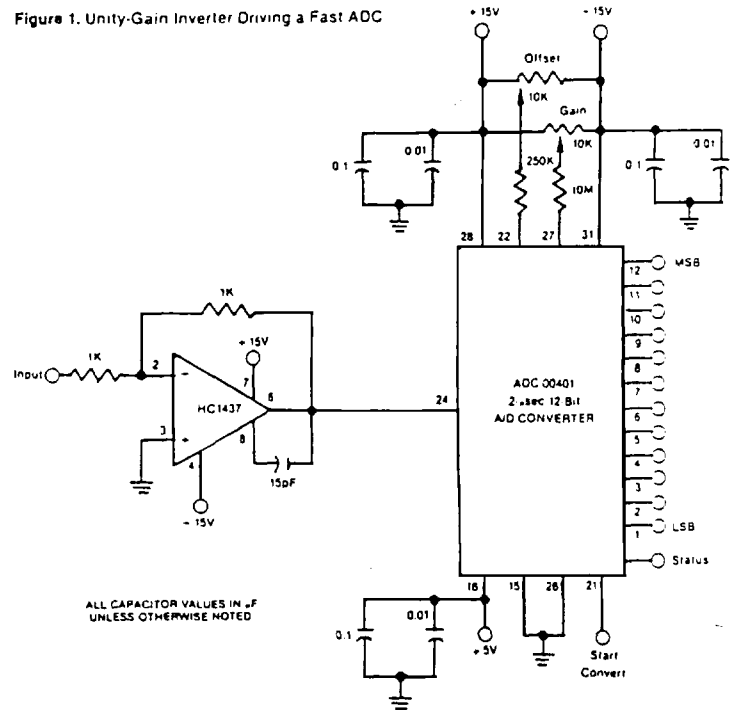 Figure 1. Unity-Gain Inverter Driving a Fast ADC
+ 15V
- 15V
Offset
10K
Gain
10K
0.1
0.01
250K
10M
0.1
0.01
28
22
27
31
12
MSB
11
10
9
8
7
6
5
4
3
2
1
LSB
Status
1K
+ 15V
Input
1K
2
7
HC1437
6
3
8
4
15pF
- 15V
24
ADC 00401
2 µsec 12 Bit
A/D CONVERTER
16
15
26
21
ALL CAPACITOR VALUES IN µF
UNLESS OTHERWISE NOTED
0.1
0.01
+ 5V
Start
Convert